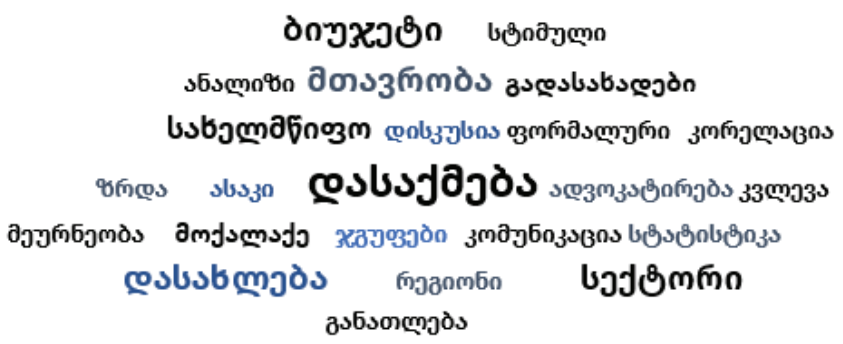 ბიუჯეტი სტიმული
ანალიზი მთავრობა გადასახადები
სახელმწიფო დისკუსია ფორმალური კორელაცია
ზრდა ასაკი დასაქმება ადვოკატირება კვლევა
მეურნეობა მოქალაქე ჯგუფები კომუნიკაცია სტატისტიკა
დასახლება რეგიონი სექტორი
განათლება